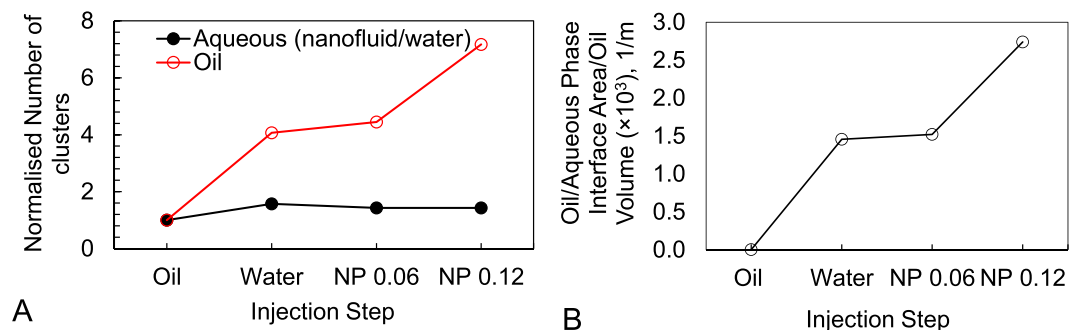 Normalised Number of
clusters
8
6
4
2
0
Aqueous (nanofluid/water)
Oil
Oil
Water
NP 0.06
NP 0.12
Injection Step
A
Oil/Aqueous Phase
Interface Area/Oil
Volume (×10³), 1/m
3.0
2.5
2.0
1.5
1.0
0.5
0.0
Oil
Water
NP 0.06
NP 0.12
Injection Step
B